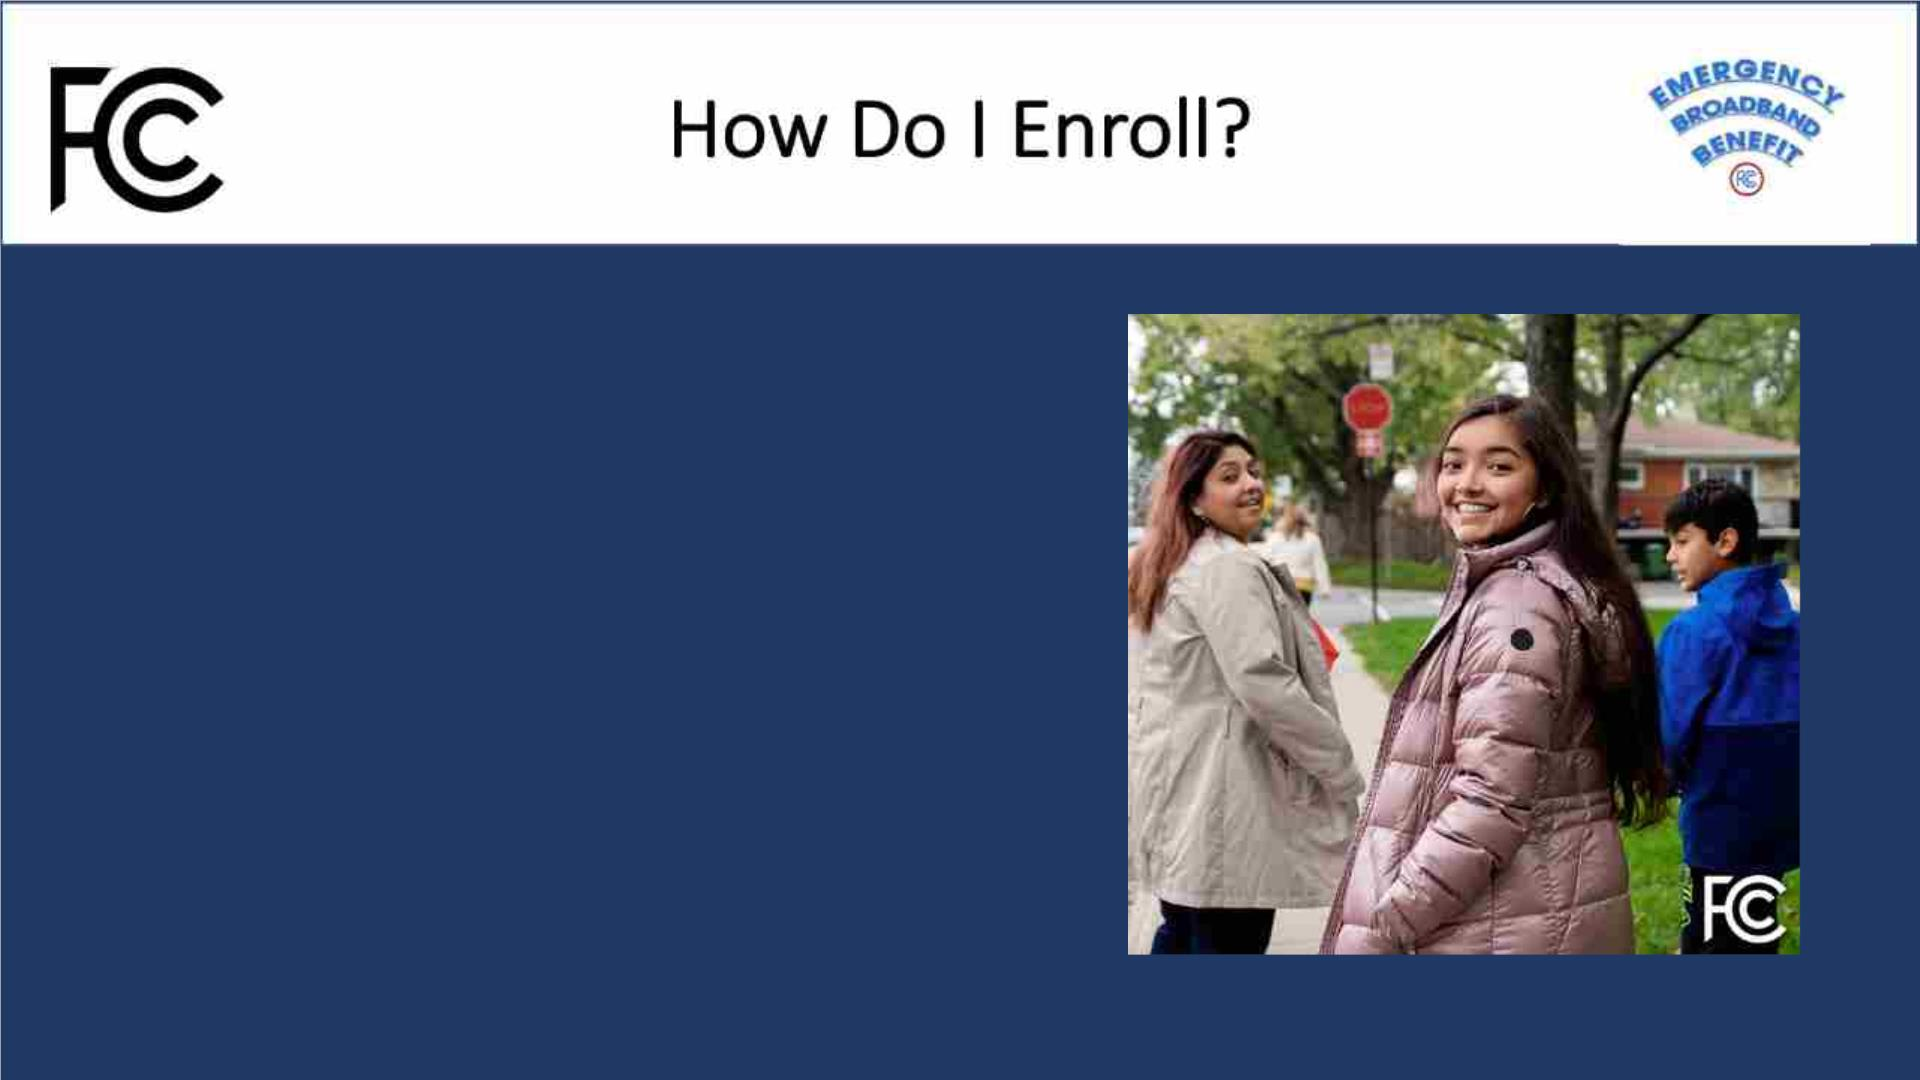 FCC
How Do I Enroll?
EMERGENCY
BROADBAND
BENEFIT
FCC
FCC